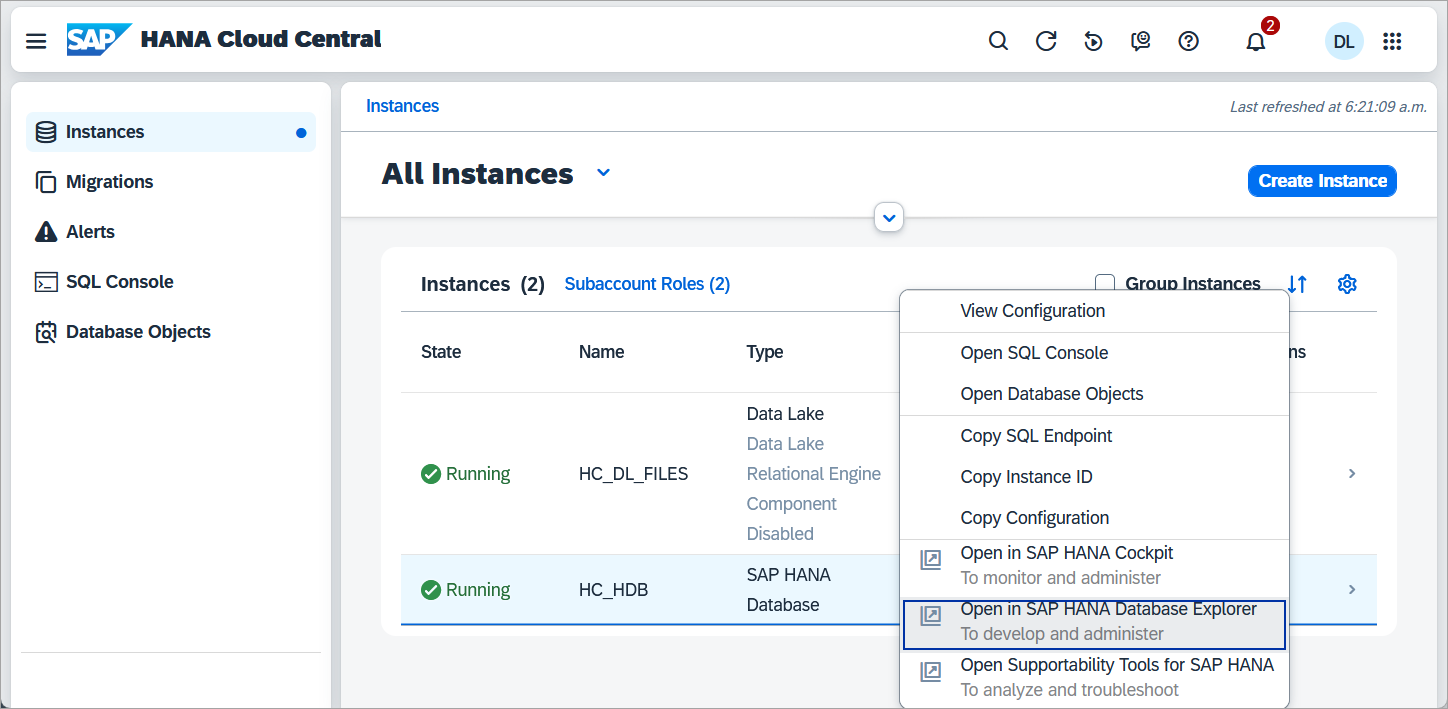 SAP HANA Cloud Central
2
DL
Instances
Migrations
Alerts
SQL Console
Database Objects
Instances
Last refreshed at 6:21:09 a.m.
All Instances
Create Instance
Instances (2) Subaccount Roles (2)
Group Instances
State Name Type
Running HC_DL_FILES
Data Lake
Data Lake
Relational Engine
Component
Disabled
Running HC_HDB
SAP HANA
Database
View Configuration
Open SQL Console
Open Database Objects
Copy SQL Endpoint
Copy Instance ID
Copy Configuration
Open in SAP HANA Cockpit
To monitor and administer
Open in SAP HANA Database Explorer
To develop and administer
Open Supportability Tools for SAP HANA
To analyze and troubleshoot